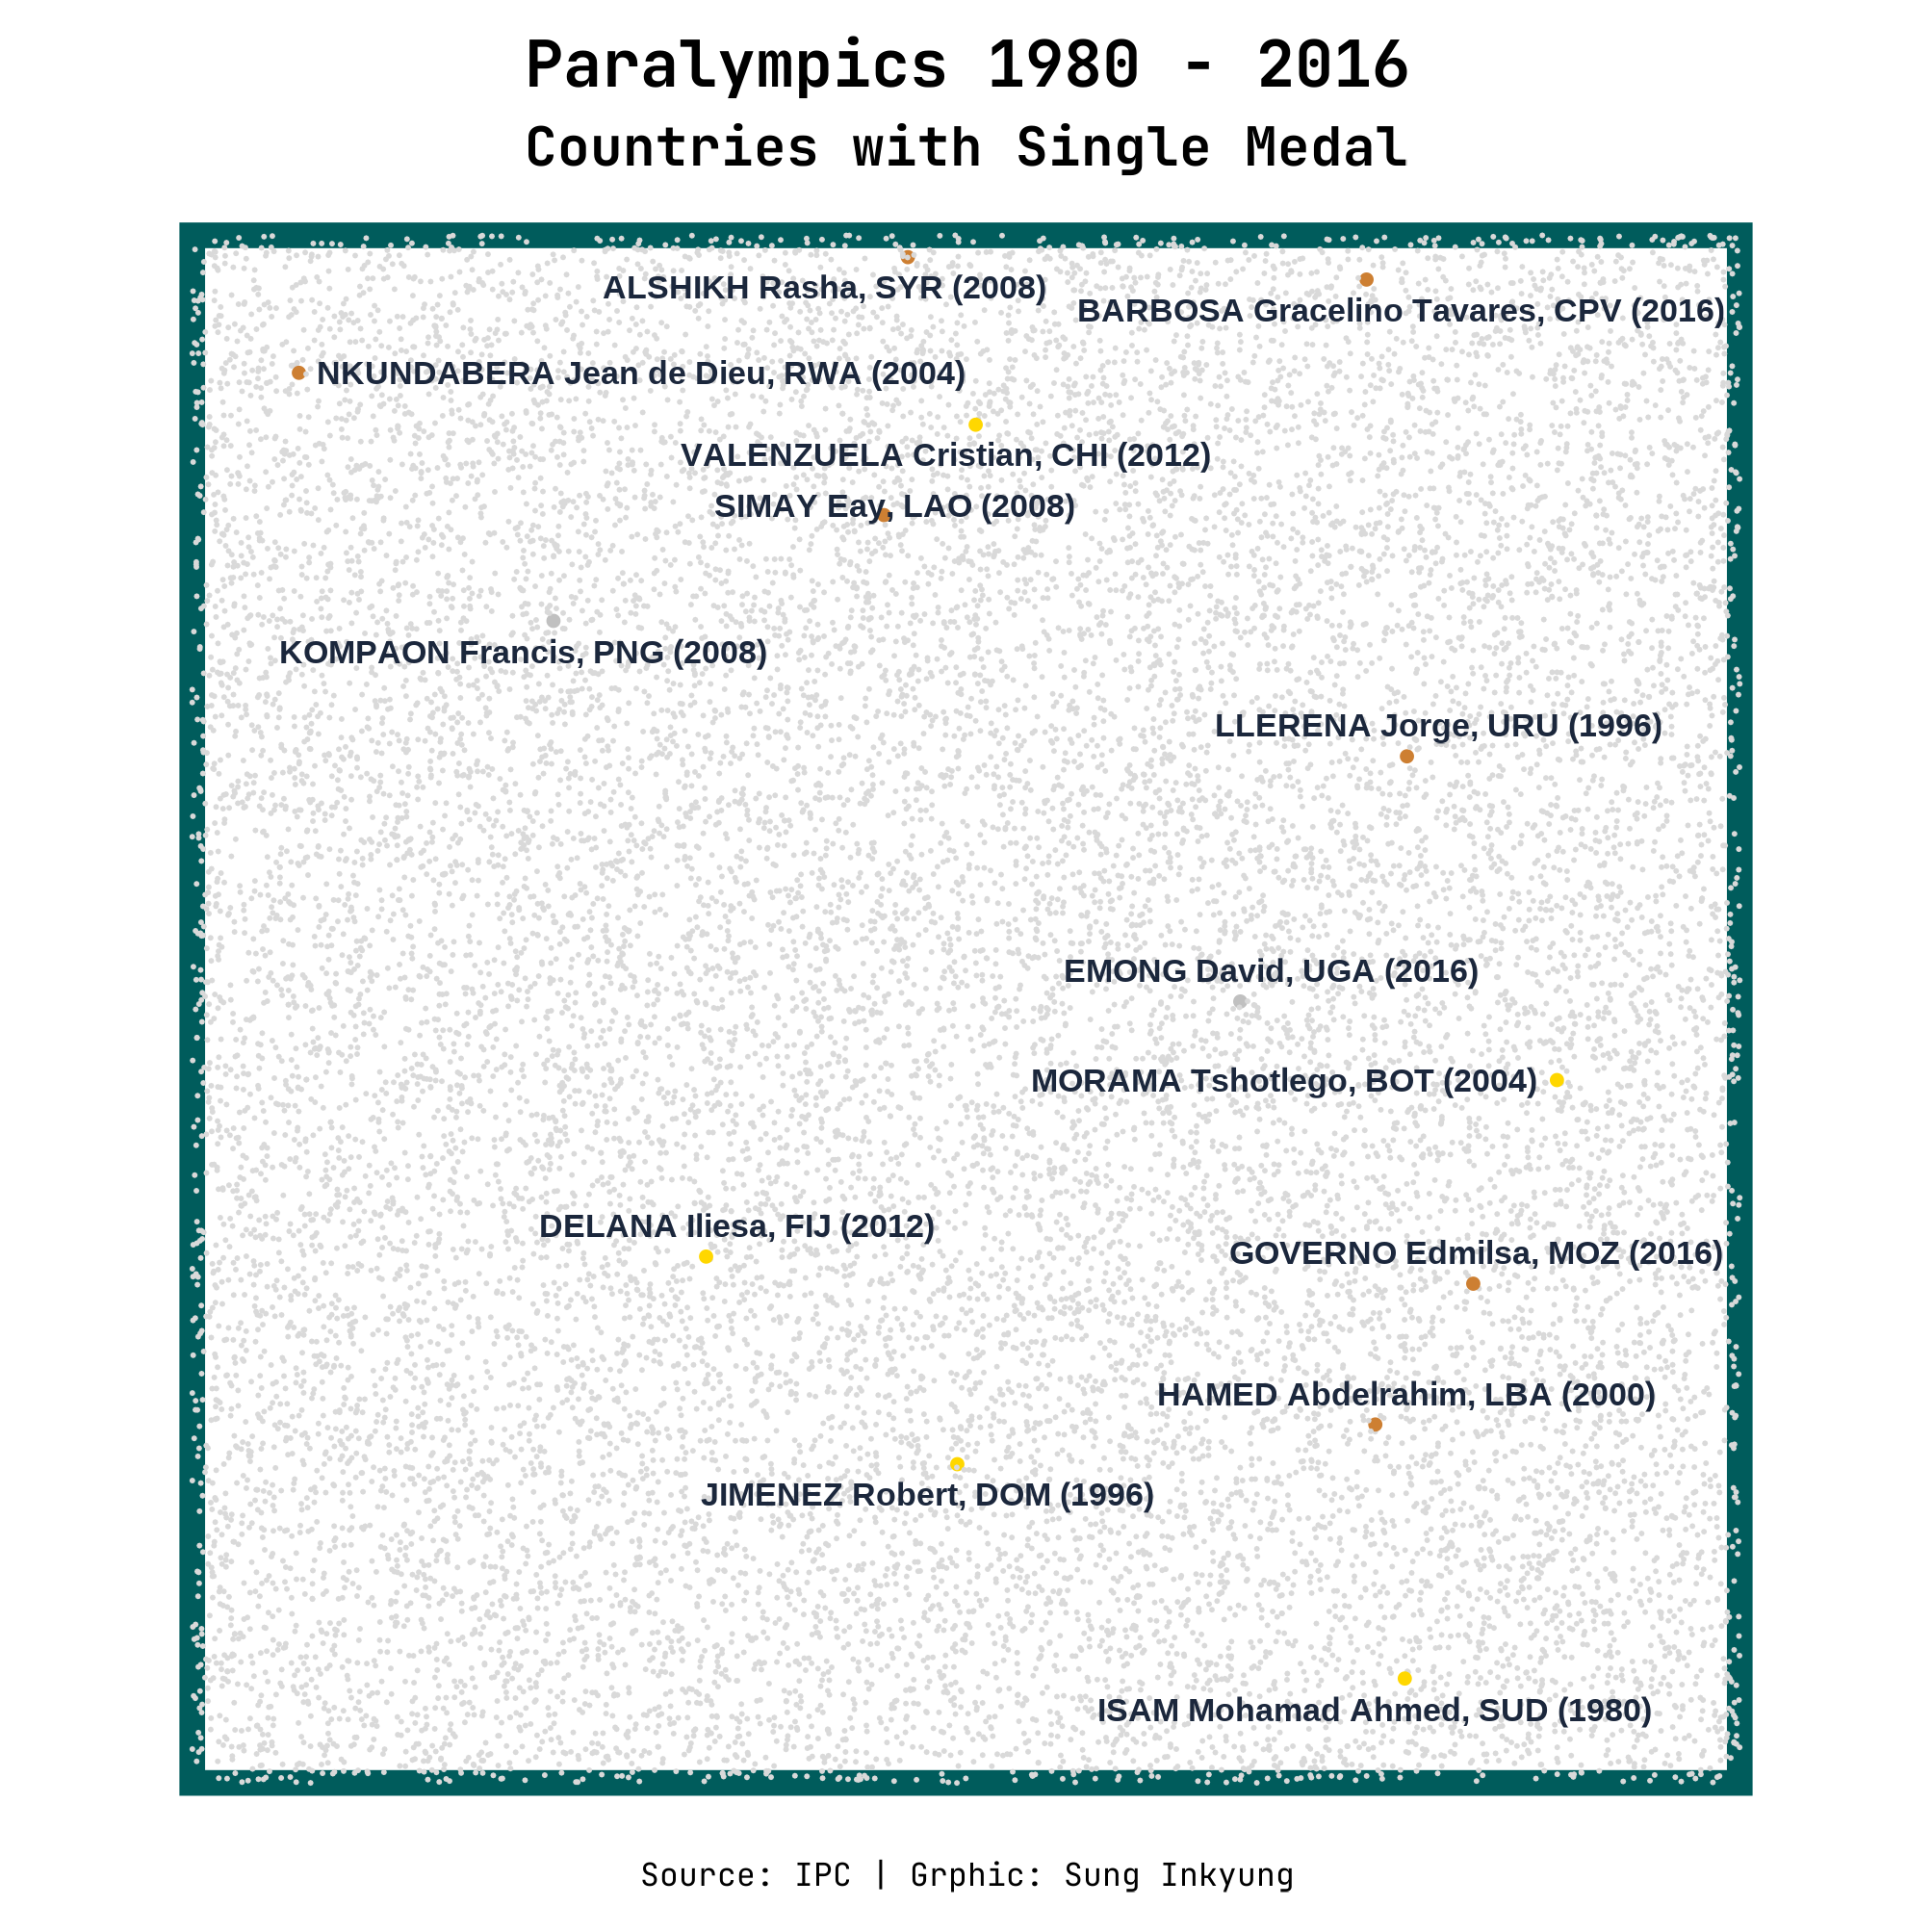 Paralympics 1980 - 2016
Countries with Single Medal
ALSHIKH Rasha, SYR (2008)
BARBOSA Gracelino Tavares, CPV (2016)
NKUNDABERA Jean de Dieu, RWA (2004)
VALENZUELA Cristian, CHI (2012)
SIMAY Eay, LAO (2008)
KOMPAON Francis, PNG (2008)
LLERENA Jorge, URU (1996)
EMONG David, UGA (2016)
MORAMA Tshotlego, BOT (2004)
DELANA Iliesa, FIJ (2012)
GOVERNO Edmilsa, MOZ (2016)
HAMED Abdelrahim, LBA (2000)
JIMENEZ Robert, DOM (1996)
ISAM Mohamad Ahmed, SUD (1980)
Source: IPC | Grphic: Sung Inkyung